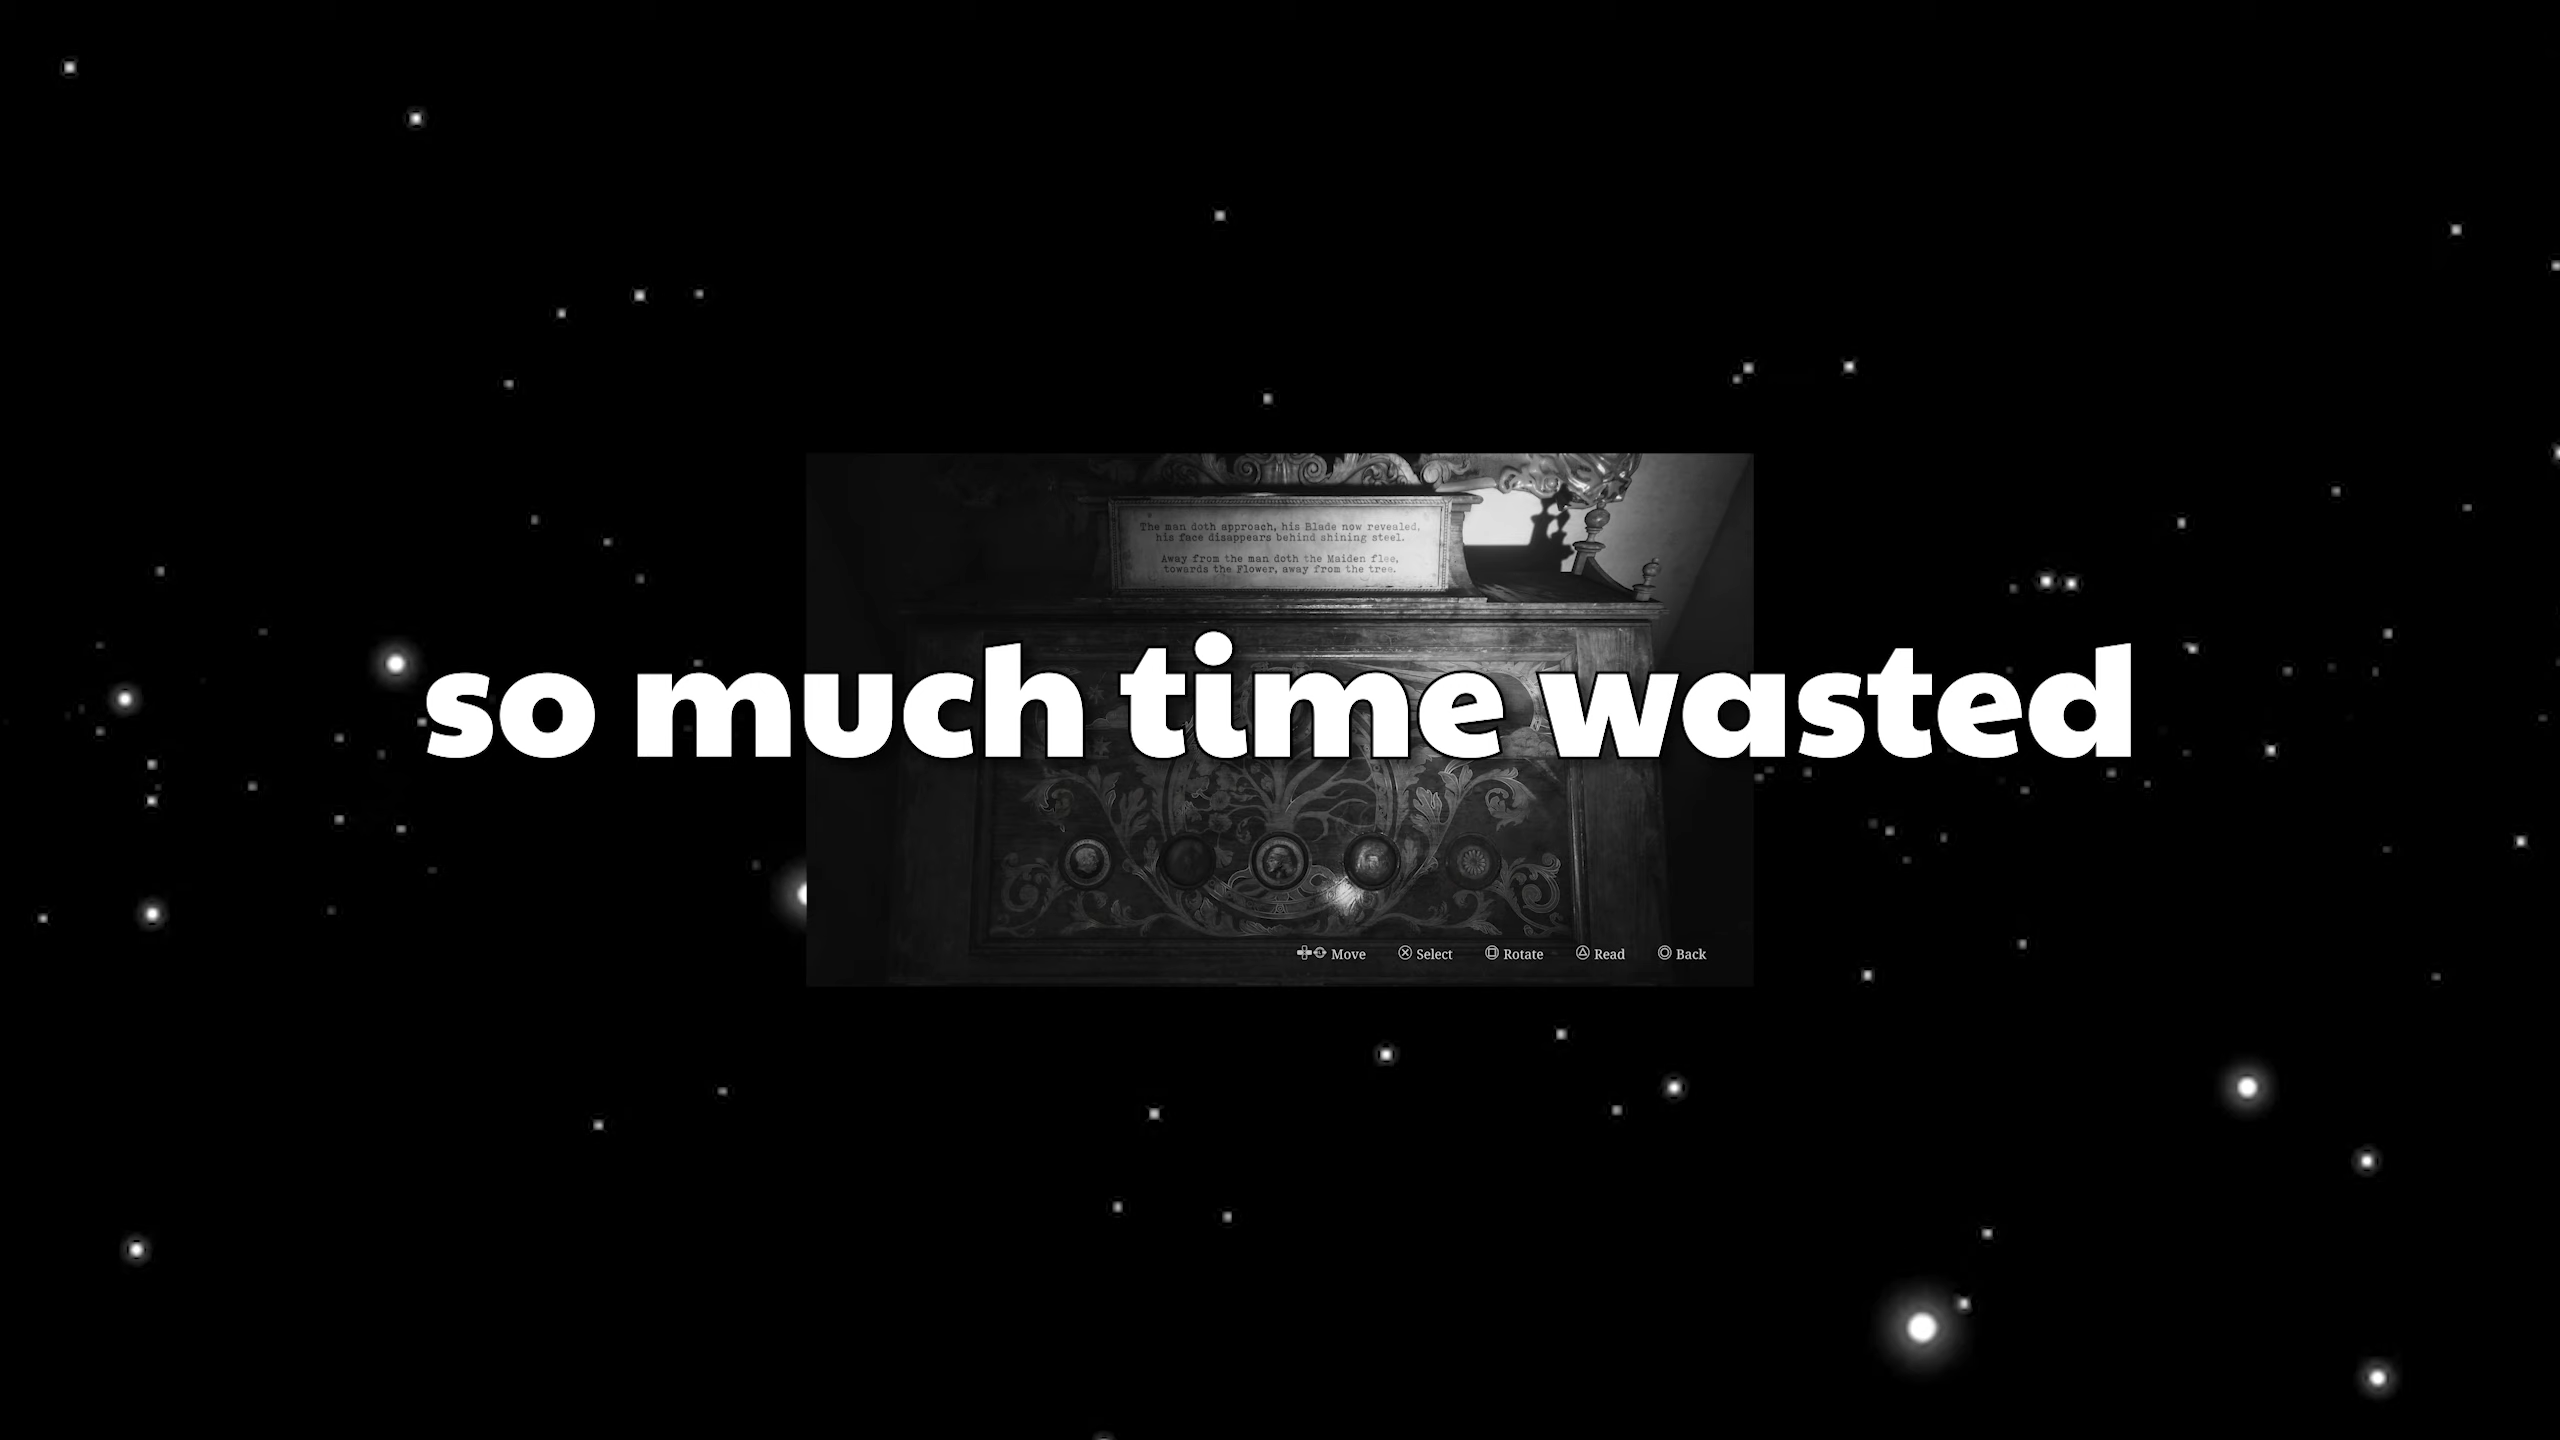 The man doth approach, his Blade now revealed,
his face disappears behind shining steel.
Away from the man doth the Maiden flee,
towards the Flower, away from the tree.
so much time wasted
Move Select Rotate Read Back